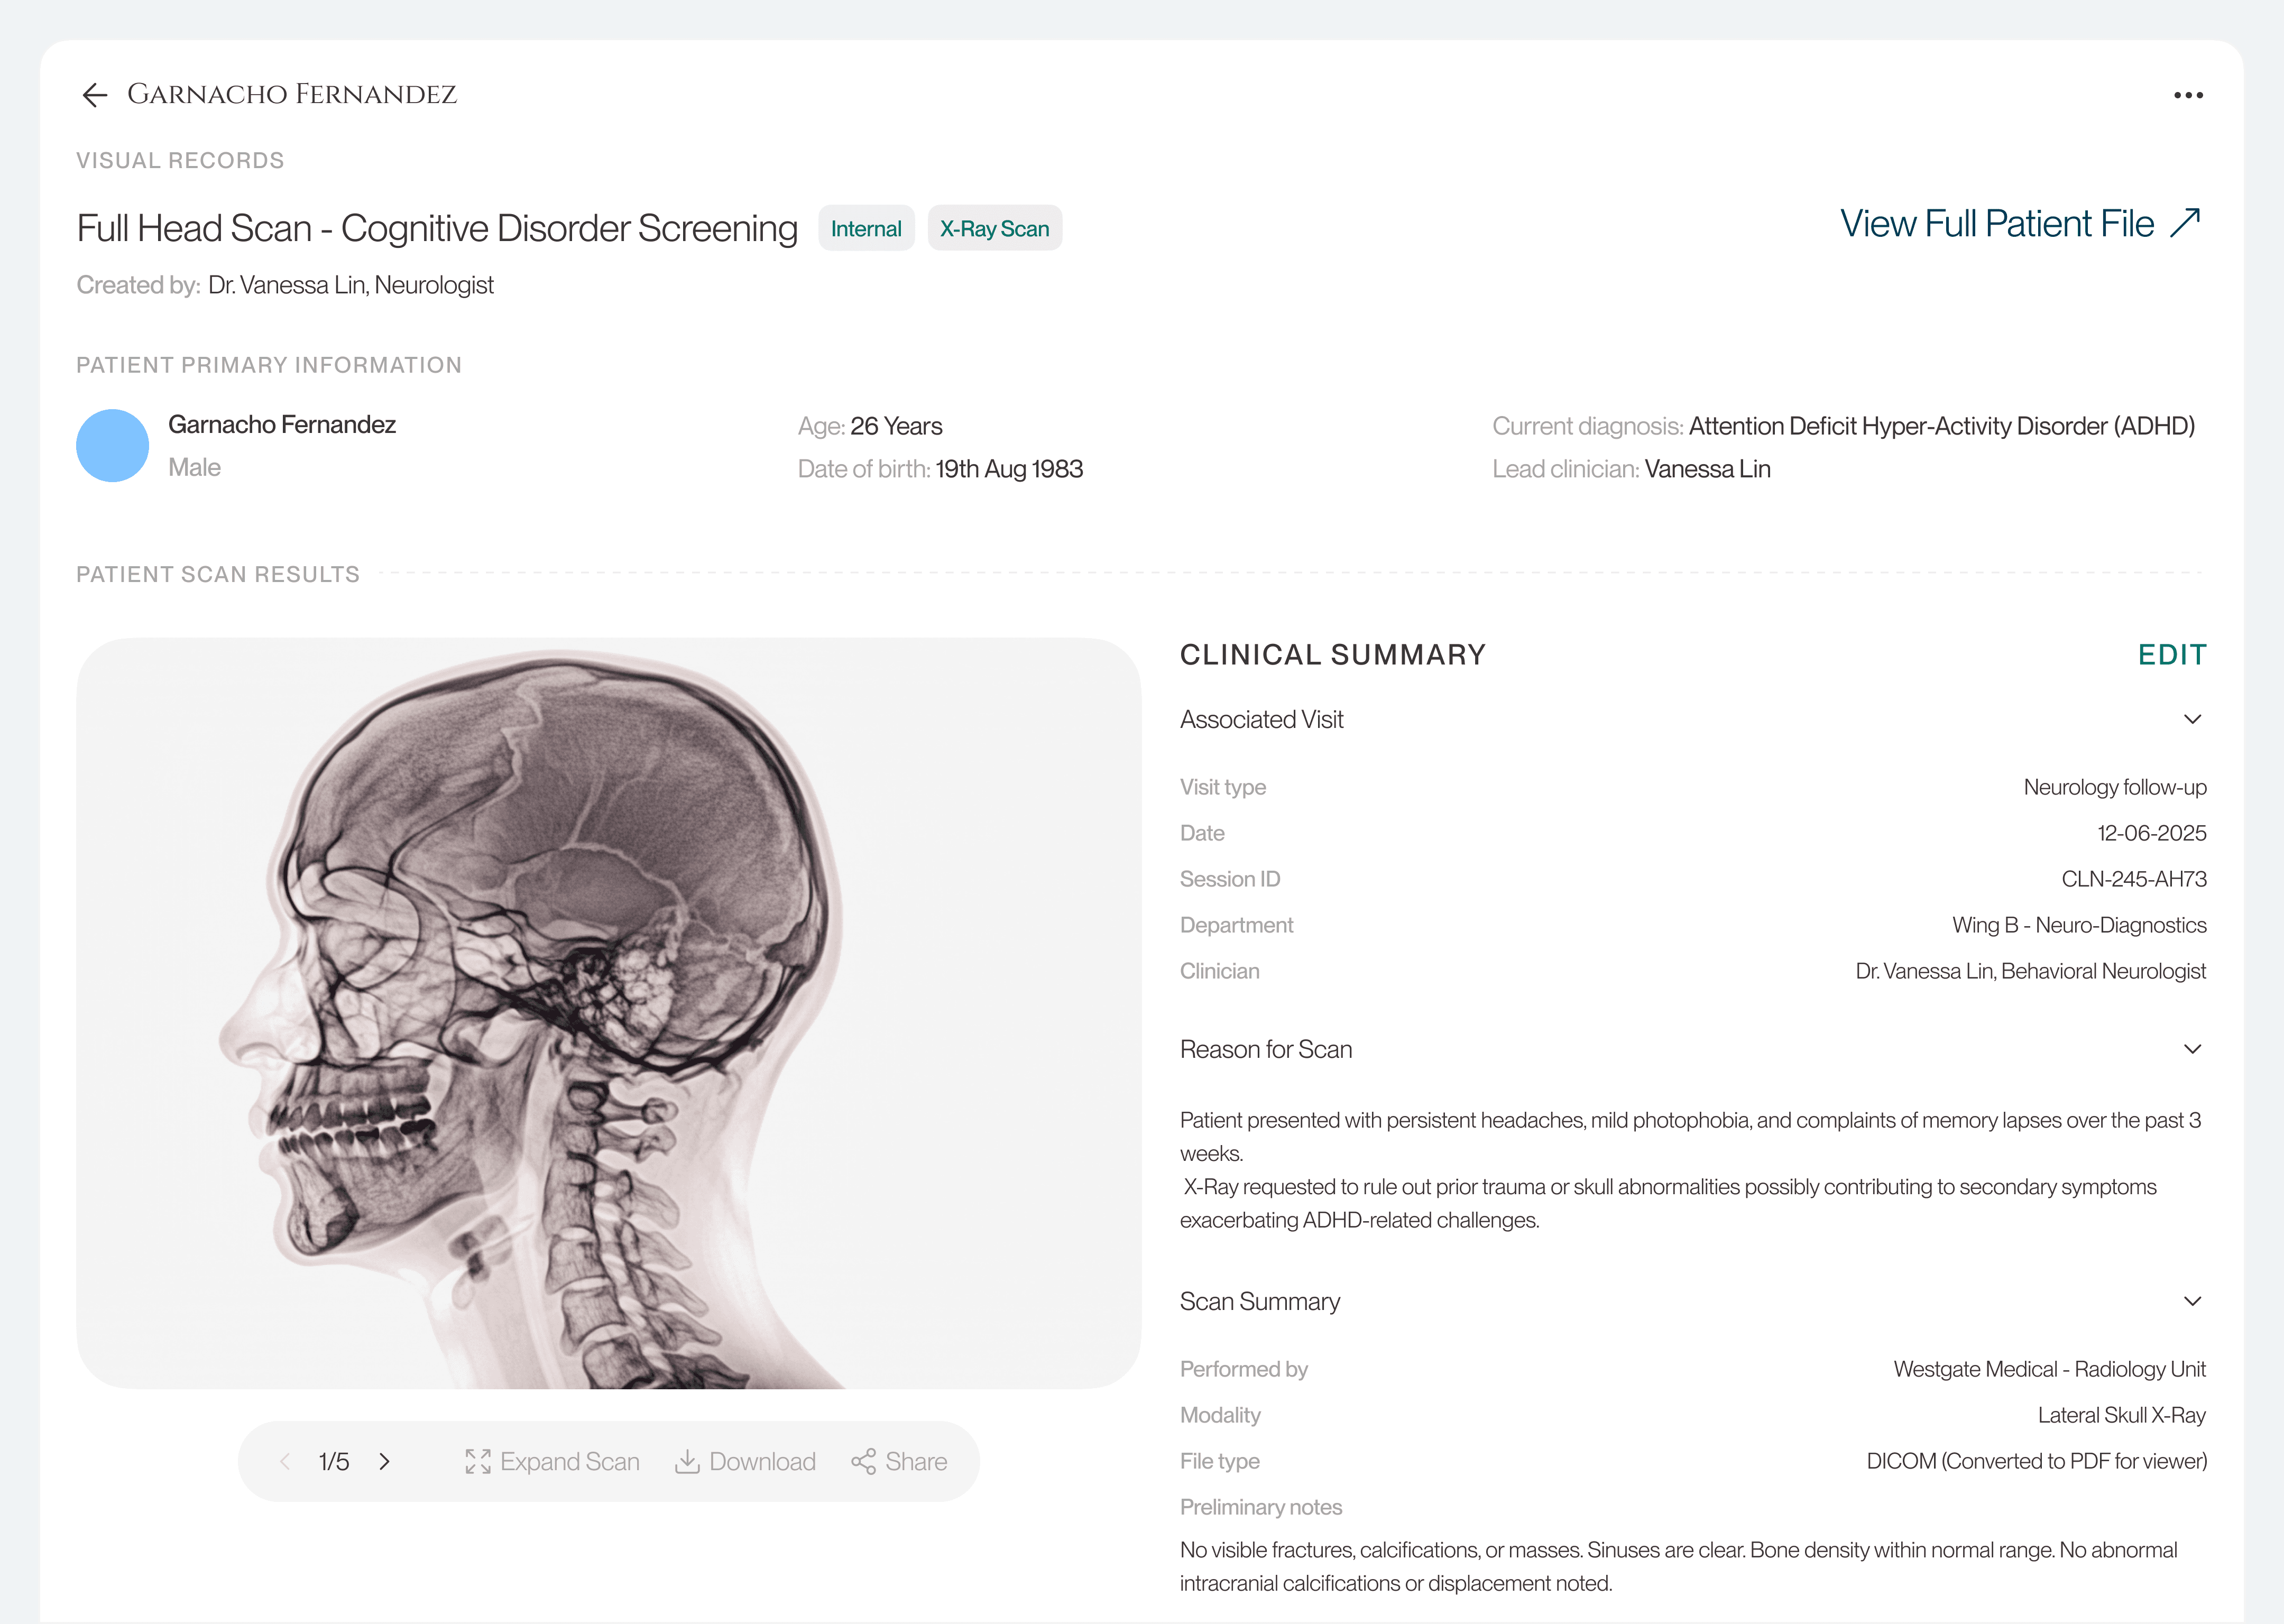 GARNACHO FERNANDEZ
VISUAL RECORDS
Full Head Scan - Cognitive Disorder Screening
Internal
X-Ray Scan
View Full Patient File
Created by: Dr. Vanessa Lin, Neurologist
PATIENT PRIMARY INFORMATION
Garnacho Fernandez
Male
Age: 26 Years
Date of birth: 19th Aug 1983
Current diagnosis: Attention Deficit Hyper-Activity Disorder (ADHD)
Lead clinician: Vanessa Lin
PATIENT SCAN RESULTS
1/5
Expand Scan
Download
Share
CLINICAL SUMMARY
EDIT
Associated Visit
Visit type Neurology follow-up
Date 12-06-2025
Session ID CLN-245-AH73
Department Wing B - Neuro-Diagnostics
Clinician Dr. Vanessa Lin, Behavioral Neurologist
Reason for Scan
Patient presented with persistent headaches, mild photophobia, and complaints of memory lapses over the past 3
weeks.
X-Ray requested to rule out prior trauma or skull abnormalities possibly contributing to secondary symptoms
exacerbating ADHD-related challenges.
Scan Summary
Performed by Westgate Medical - Radiology Unit
Modality Lateral Skull X-Ray
File type DICOM (Converted to PDF for viewer)
Preliminary notes
No visible fractures, calcifications, or masses. Sinuses are clear. Bone density within normal range. No abnormal
intracranial calcifications or displacement noted.